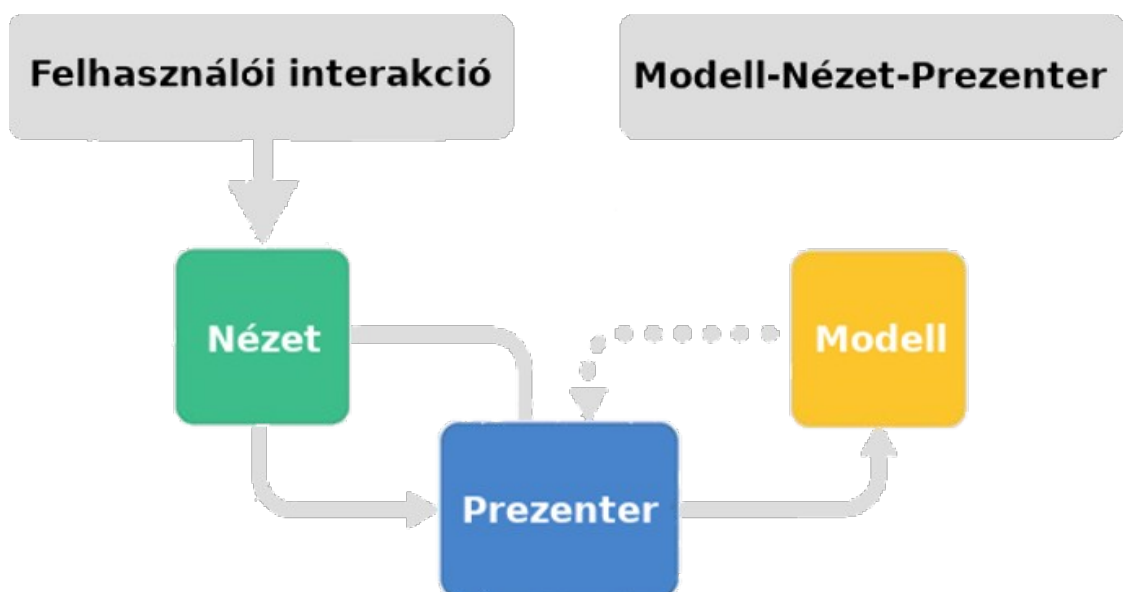 Felhasználói interakció
Modell-Nézet-Prezenter
Nézet
Modell
Prezenter